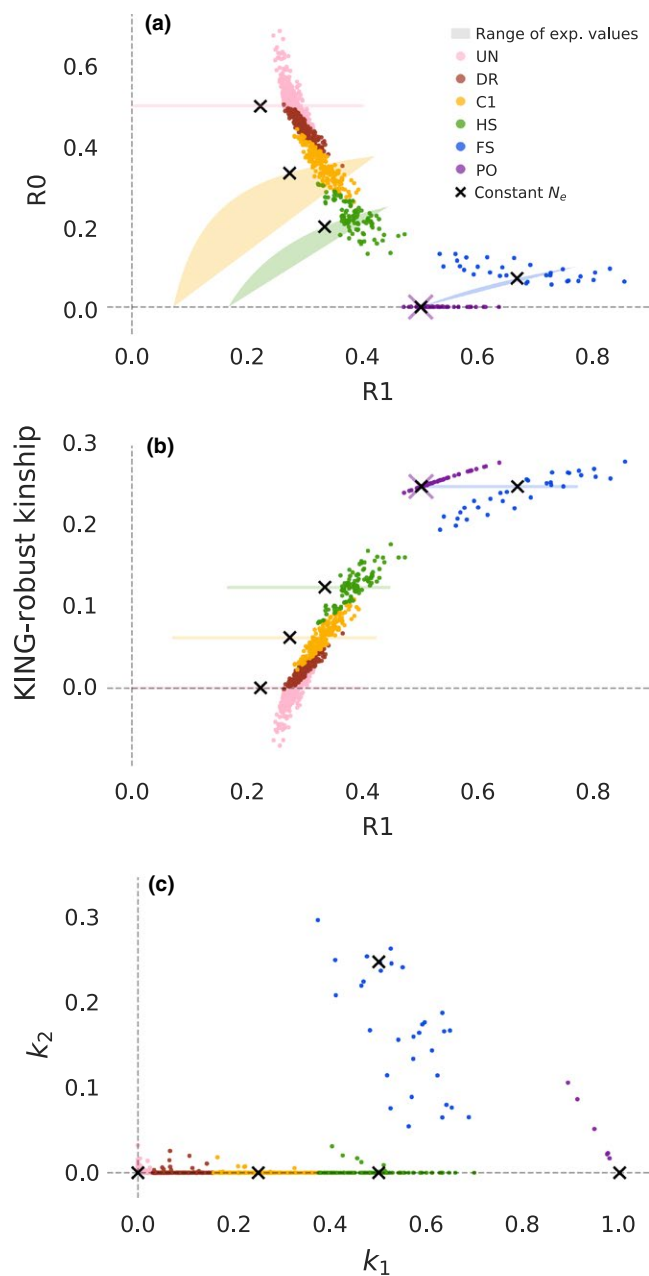 (a)
Range of exp. values
UN
DR
C1
HS
FS
PO
Constant Nₑ
R0
0.6
0.4
0.2
0.0
0.0 0.2 0.4 0.6 0.8
R1
(b)
KING-robust kinship
0.3
0.2
0.1
0.0
0.0 0.2 0.4 0.6 0.8
R1
(c)
k₂
0.3
0.2
0.1
0.0
0.0 0.2 0.4 0.6 0.8 1.0
k₁